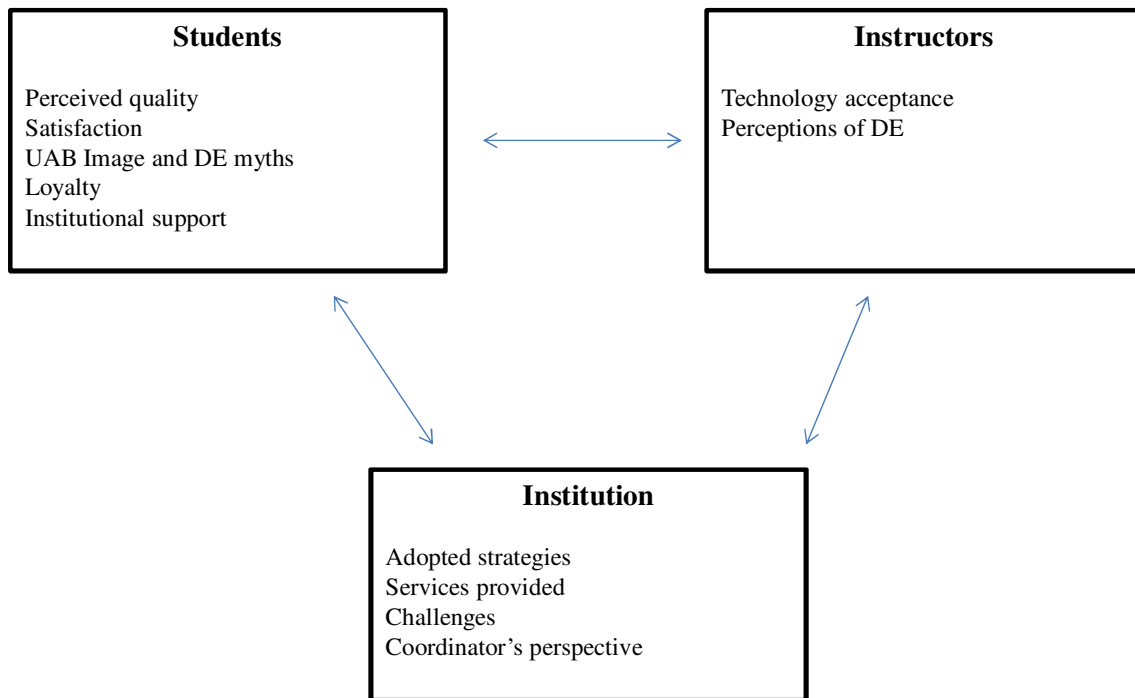 Students
Perceived quality
Satisfaction
UAB Image and DE myths
Loyalty
Institutional support
Instructors
Technology acceptance
Perceptions of DE
Institution
Adopted strategies
Services provided
Challenges
Coordinator’s perspective